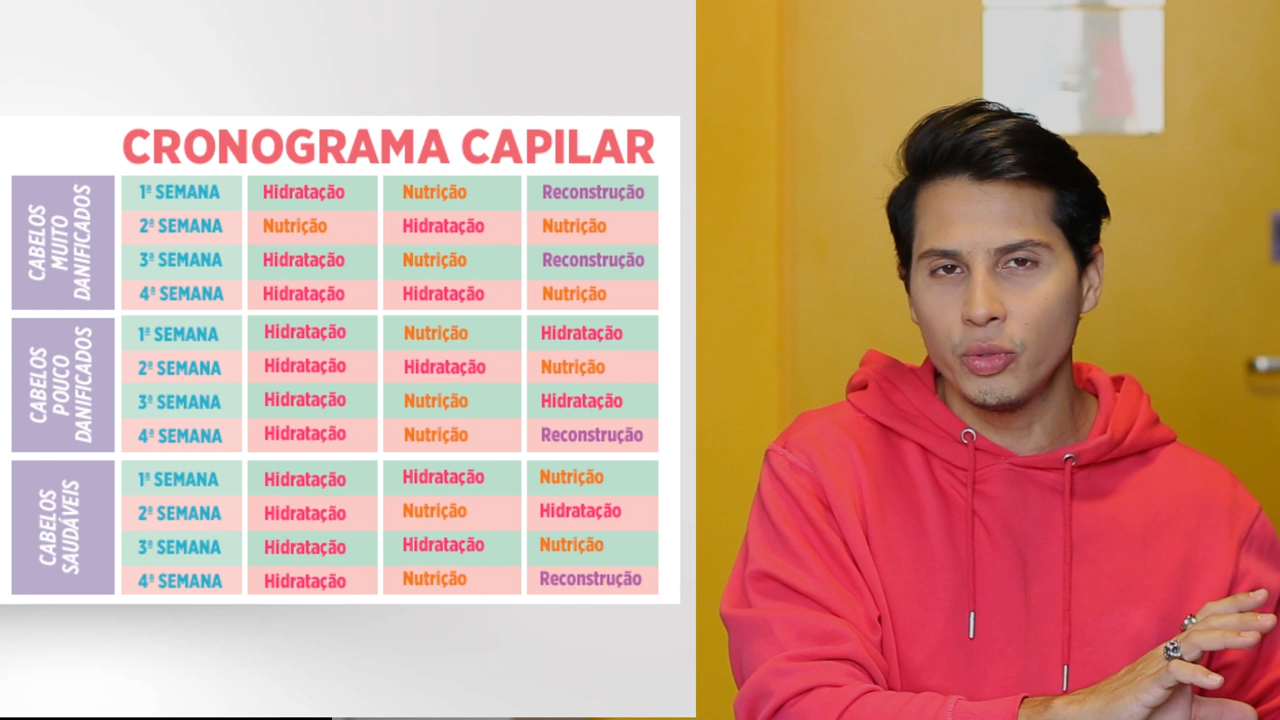 CRONOGRAMA CAPILAR
CABELOS
MUITO
DANIFICADOS
1ª SEMANA Hidratação Nutrição Reconstrução
2ª SEMANA Nutrição Hidratação Nutrição
3ª SEMANA Hidratação Nutrição Reconstrução
4ª SEMANA Hidratação Hidratação Nutrição
CABELOS
POUCO
DANIFICADOS
1ª SEMANA Hidratação Nutrição Hidratação
2ª SEMANA Hidratação Hidratação Nutrição
3ª SEMANA Hidratação Nutrição Hidratação
4ª SEMANA Hidratação Nutrição Reconstrução
CABELOS
SAUDÁVEIS
1ª SEMANA Hidratação Hidratação Nutrição
2ª SEMANA Hidratação Nutrição Hidratação
3ª SEMANA Hidratação Hidratação Nutrição
4ª SEMANA Hidratação Nutrição Reconstrução